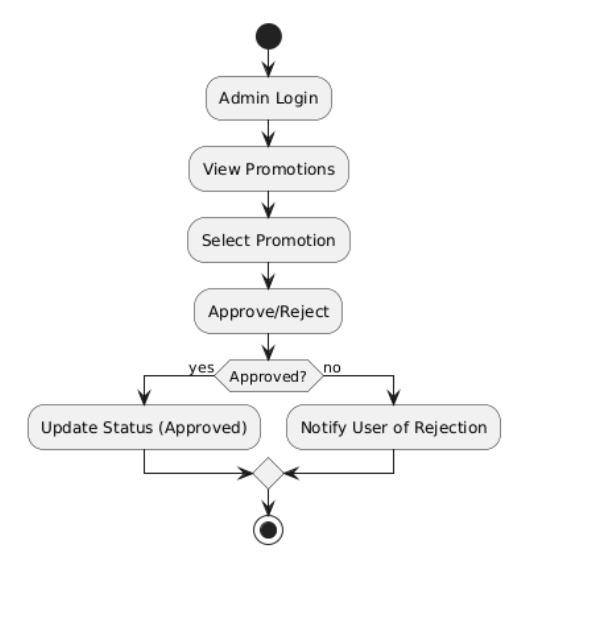 Admin Login
View Promotions
Select Promotion
Approve/Reject
yes
Approved?
no
Update Status (Approved)
Notify User of Rejection